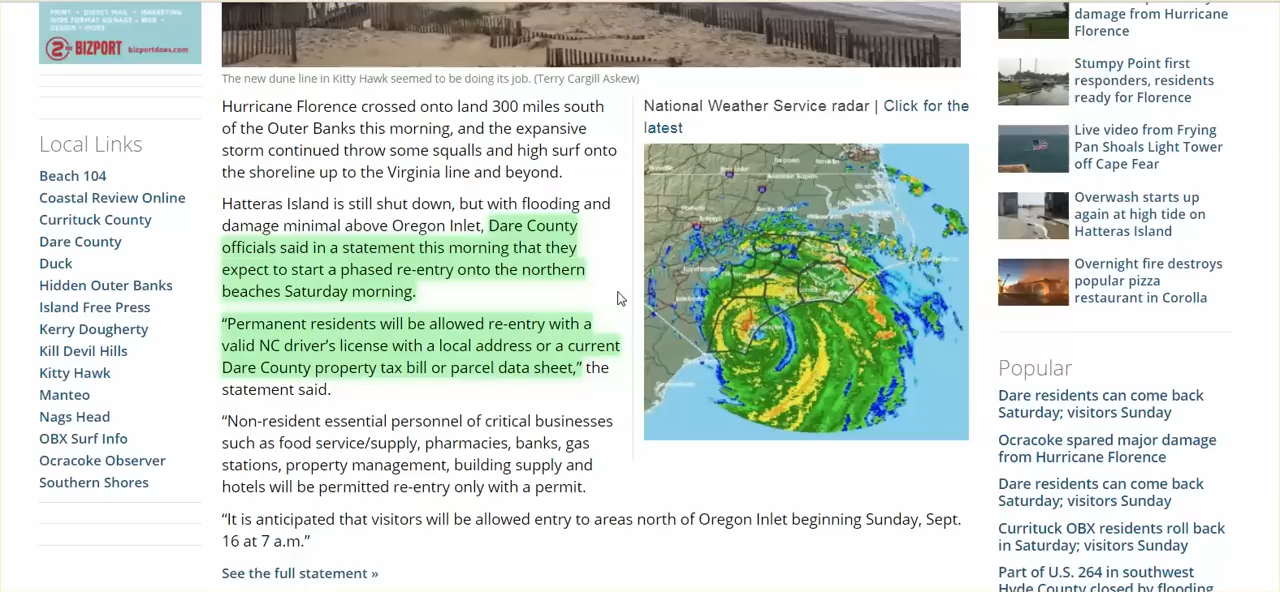 PRINT • DIRECT MAIL • MARKETING
WIDE FORMAT SIGNAGE • WEB •
DESIGN • MORE
BIZPORT bizportdoes.com
Local Links
Beach 104
Coastal Review Online
Currituck County
Dare County
Duck
Hidden Outer Banks
Island Free Press
Kerry Dougherty
Kill Devil Hills
Kitty Hawk
Manteo
Nags Head
OBX Surf Info
Ocracoke Observer
Southern Shores
The new dune line in Kitty Hawk seemed to be doing its job. (Terry Cargill Askew)
Hurricane Florence crossed onto land 300 miles south
of the Outer Banks this morning, and the expansive
storm continued throw some squalls and high surf onto
the shoreline up to the Virginia line and beyond.
Hatteras Island is still shut down, but with flooding and
damage minimal above Oregon Inlet, Dare County
officials said in a statement this morning that they
expect to start a phased re-entry onto the northern
beaches Saturday morning.
“Permanent residents will be allowed re-entry with a
valid NC driver’s license with a local address or a current
Dare County property tax bill or parcel data sheet,” the
statement said.
“Non-resident essential personnel of critical businesses
such as food service/supply, pharmacies, banks, gas
stations, property management, building supply and
hotels will be permitted re-entry only with a permit.
“It is anticipated that visitors will be allowed entry to areas north of Oregon Inlet beginning Sunday, Sept.
16 at 7 a.m.”
See the full statement »
National Weather Service radar | Click for the
latest
damage from Hurricane
Florence
Stumpy Point first
responders, residents
ready for Florence
Live video from Frying
Pan Shoals Light Tower
off Cape Fear
Overwash starts up
again at high tide on
Hatteras Island
Overnight fire destroys
popular pizza
restaurant in Corolla
Popular
Dare residents can come back
Saturday; visitors Sunday
Ocracoke spared major damage
from Hurricane Florence
Dare residents can come back
Saturday; visitors Sunday
Currituck OBX residents roll back
in Saturday; visitors Sunday
Part of U.S. 264 in southwest
Hyde County closed by flooding